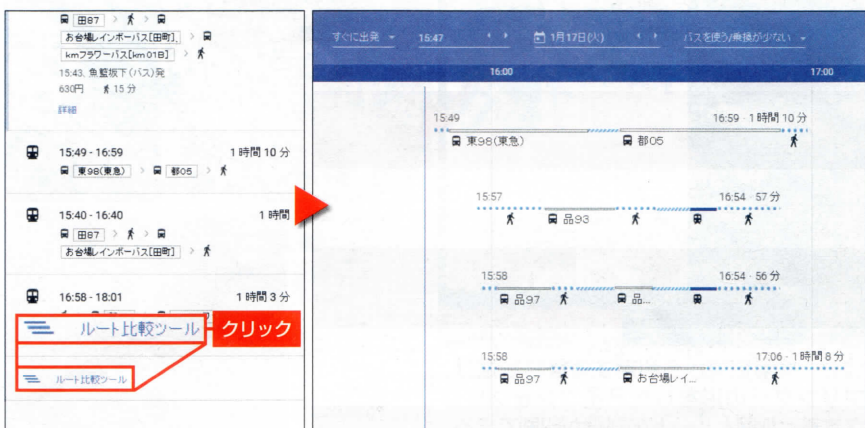 田87
お台場レインボーバス[田町]、
kmフラワーバス[km01B]
15:43、魚藍坂下(バス)発
630円 15分
詳細
15:49 - 16:59 1時間 10分
東98(東急) > 都05 >
15:40 - 16:40 1時間
田87
お台場レインボーバス[田町]
16:58 - 18:01 1時間 3分
ルート比較ツール クリック
ルート比較ツール
すぐに出発 15:47 1月17日(火) バスを使う/乗換が少ない
16:00 17:00
15:49 16:59 - 1時間 10分
東98(東急) 都05
15:57 16:54 - 57分
品93
15:58 16:54 - 56分
品97 品...
15:58 17:06 - 1時間 8分
品97 お台場レイ...